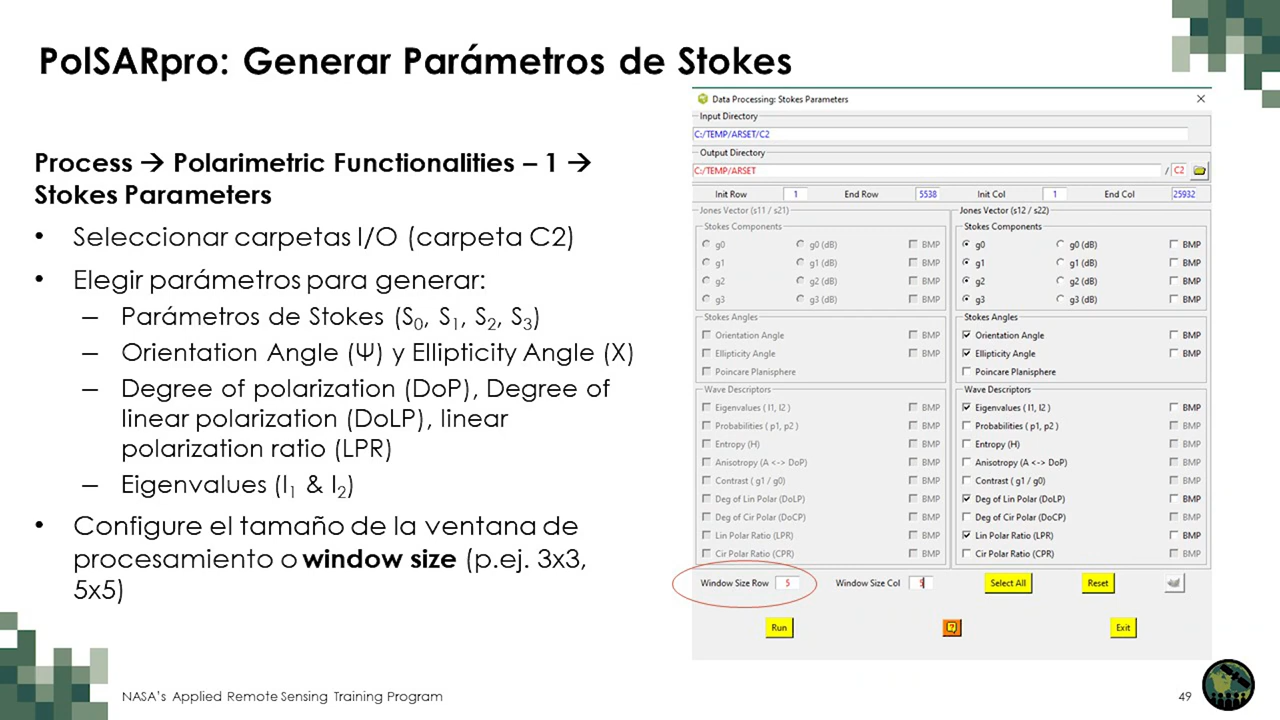 PolSARpro: Generar Parámetros de Stokes
Process → Polarimetric Functionalities – 1 →
Stokes Parameters
• Seleccionar carpetas I/O (carpeta C2)
• Elegir parámetros para generar:
– Parámetros de Stokes (S0, S1, S2, S3)
– Orientation Angle (Ψ) y Ellipticity Angle (X)
– Degree of polarization (DoP), Degree of
linear polarization (DoLP), linear
polarization ratio (LPR)
– Eigenvalues (l1 & l2)
• Configure el tamaño de la ventana de
procesamiento o window size (p.ej. 3x3,
5x5)
Data Processing: Stokes Parameters
Input Directory
C:/TEMP/ARSET/C2
Output Directory
C:/TEMP/ARSET / C2
Init Row 1 End Row 5538 Init Col 1 End Col 25932
Jones Vector (s11 / s21)
Stokes Components
g0 g0 (dB) BMP
g1 g1 (dB) BMP
g2 g2 (dB) BMP
g3 g3 (dB) BMP
Stokes Angles
Orientation Angle BMP
Ellipticity Angle BMP
Poincare Planisphere
Wave Descriptors
Eigenvalues ( l1, l2 ) BMP
Probabilities ( p1, p2 ) BMP
Entropy (H) BMP
Anisotropy (A <-> DoP) BMP
Contrast ( g1 / g0) BMP
Deg of Lin Polar (DoLP) BMP
Deg of Cir Polar (DoCP) BMP
Lin Polar Ratio (LPR) BMP
Cir Polar Ratio (CPR) BMP
Jones Vector (s12 / s22)
Stokes Components
g0 g0 (dB) BMP
g1 g1 (dB) BMP
g2 g2 (dB) BMP
g3 g3 (dB) BMP
Stokes Angles
Orientation Angle BMP
Ellipticity Angle BMP
Poincare Planisphere
Wave Descriptors
Eigenvalues ( l1, l2 ) BMP
Probabilities ( p1, p2 ) BMP
Entropy (H) BMP
Anisotropy (A <-> DoP) BMP
Contrast ( g1 / g0) BMP
Deg of Lin Polar (DoLP) BMP
Deg of Cir Polar (DoCP) BMP
Lin Polar Ratio (LPR) BMP
Cir Polar Ratio (CPR) BMP
Window Size Row 5 Window Size Col 5 Select All Reset
Run ? Exit
NASA's Applied Remote Sensing Training Program
49